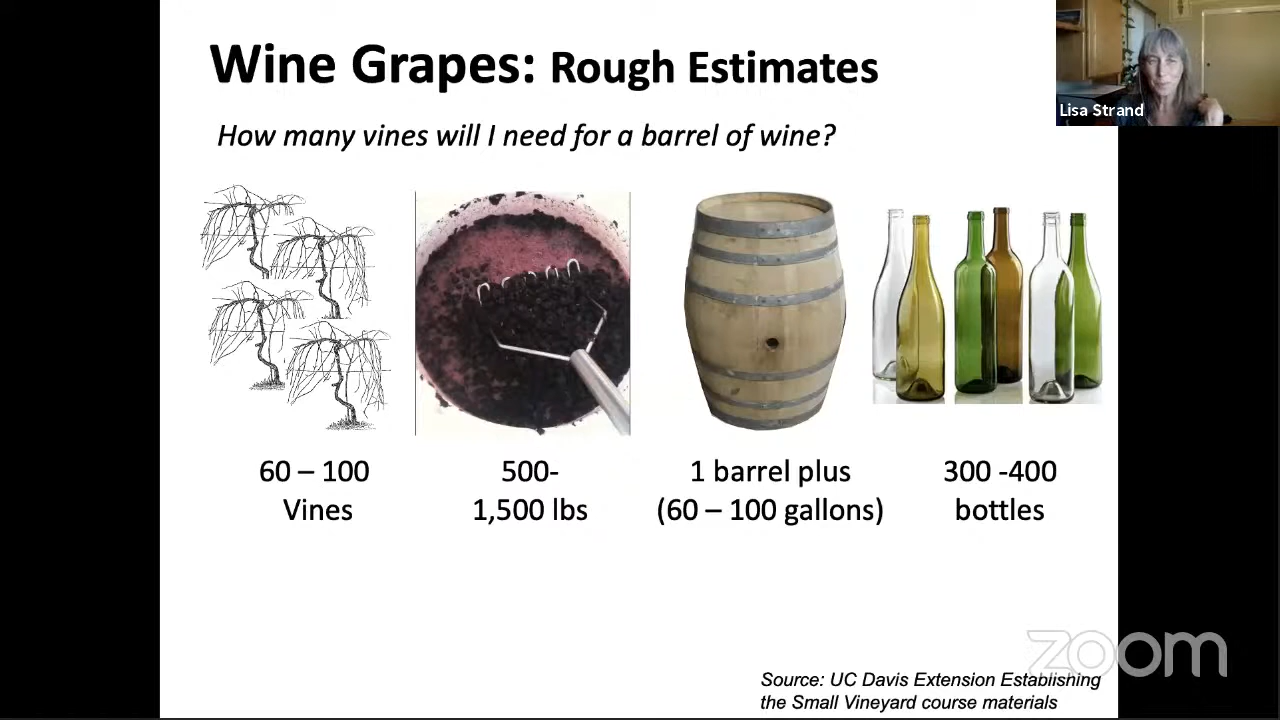 Wine Grapes: Rough Estimates
Lisa Strand
How many vines will I need for a barrel of wine?
60 – 100
Vines
500-
1,500 lbs
1 barrel plus
(60 – 100 gallons)
300 -400
bottles
zoom
Source: UC Davis Extension Establishing
the Small Vineyard course materials